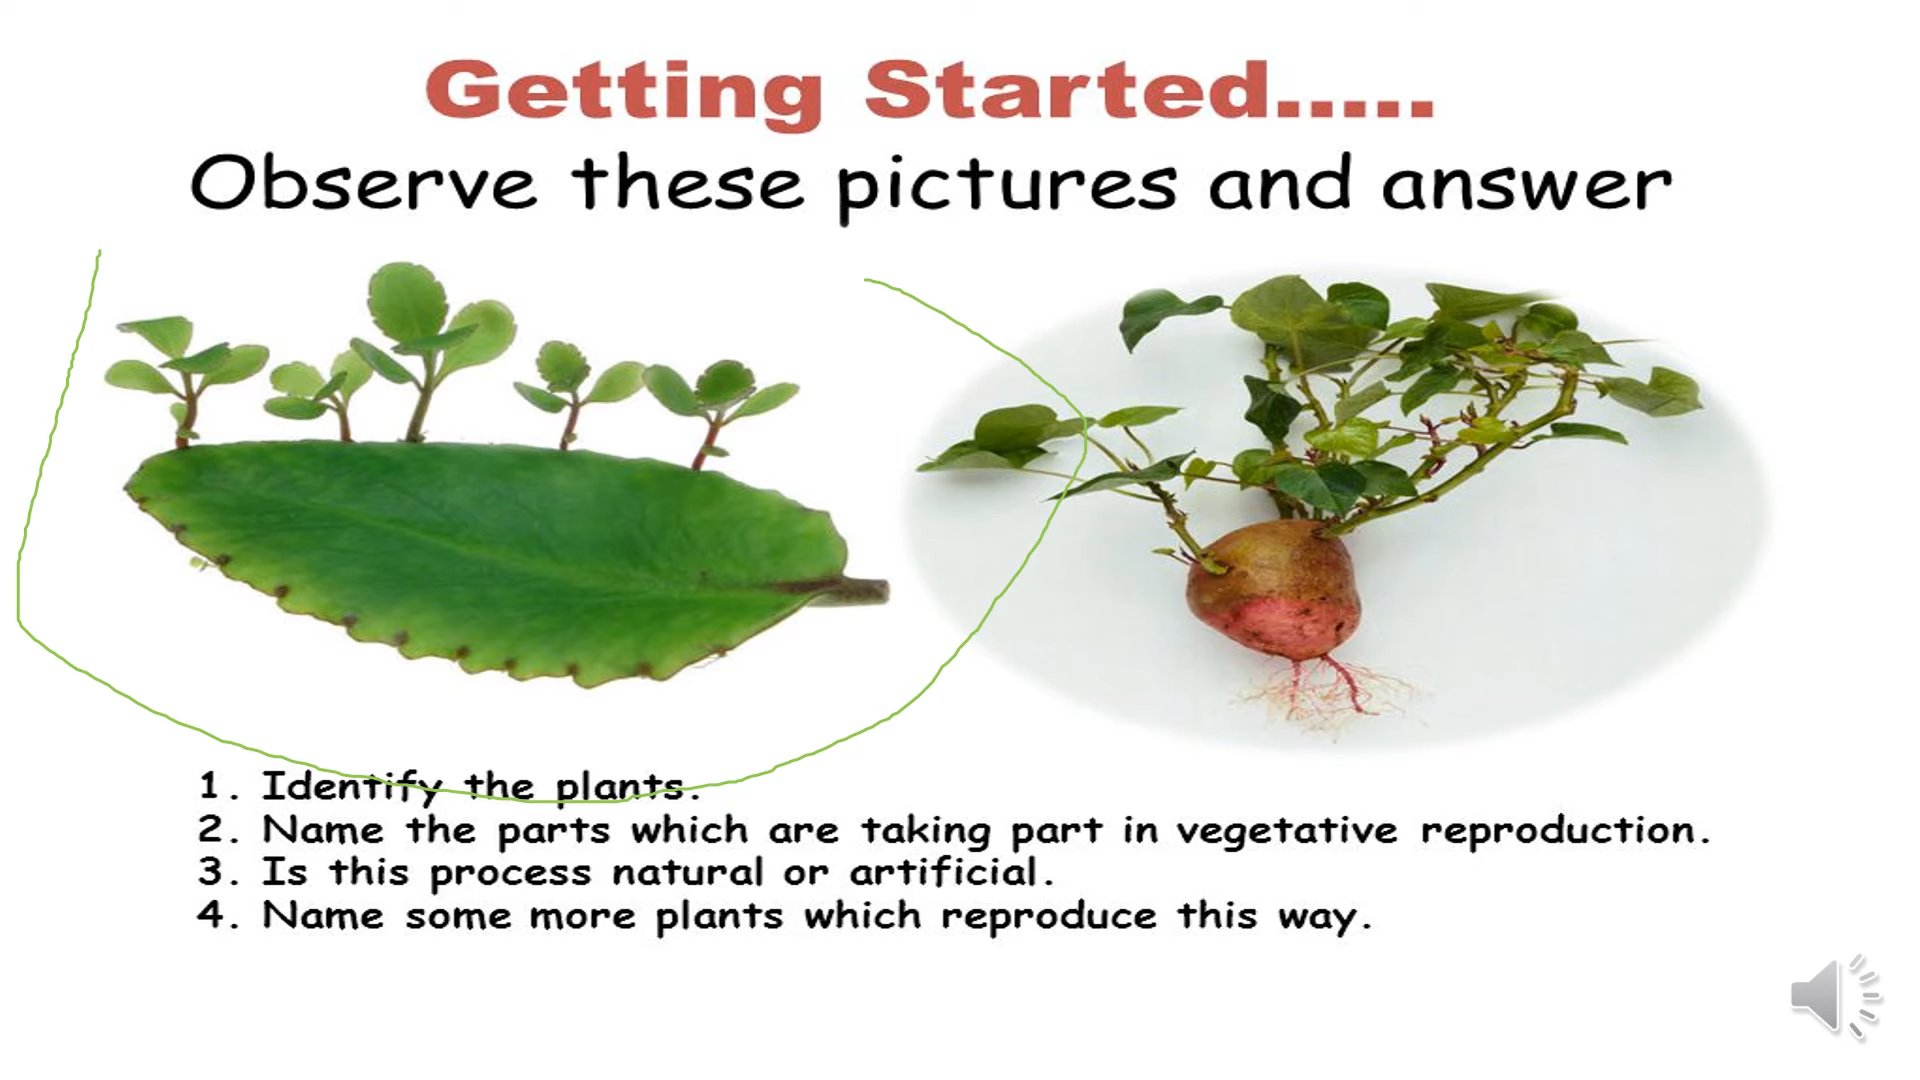 Getting Started.....
Observe these pictures and answer
1. Identify the plants.
2. Name the parts which are taking part in vegetative reproduction.
3. Is this process natural or artificial.
4. Name some more plants which reproduce this way.